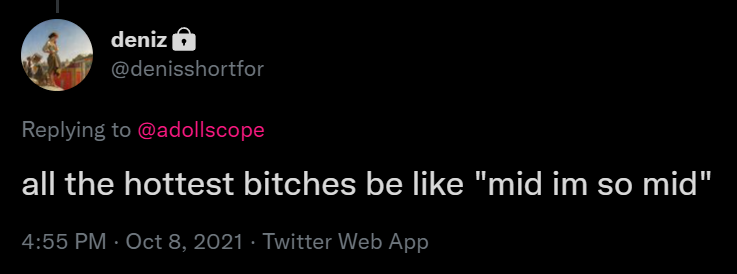 deniz
@denisshortfor
Replying to @adollscope
all the hottest bitches be like "mid im so mid"
4:55 PM · Oct 8, 2021 · Twitter Web App